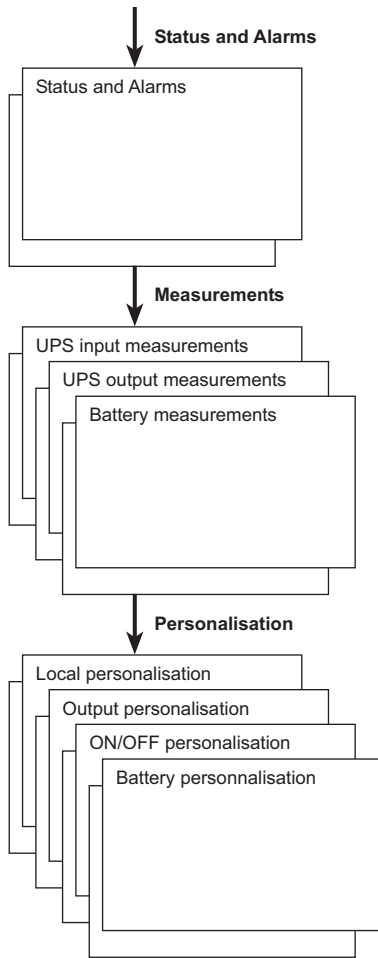 Status and Alarms
Status and Alarms
Measurements
UPS input measurements
UPS output measurements
Battery measurements
Personalisation
Local personalisation
Output personalisation
ON/OFF personalisation
Battery personnalisation